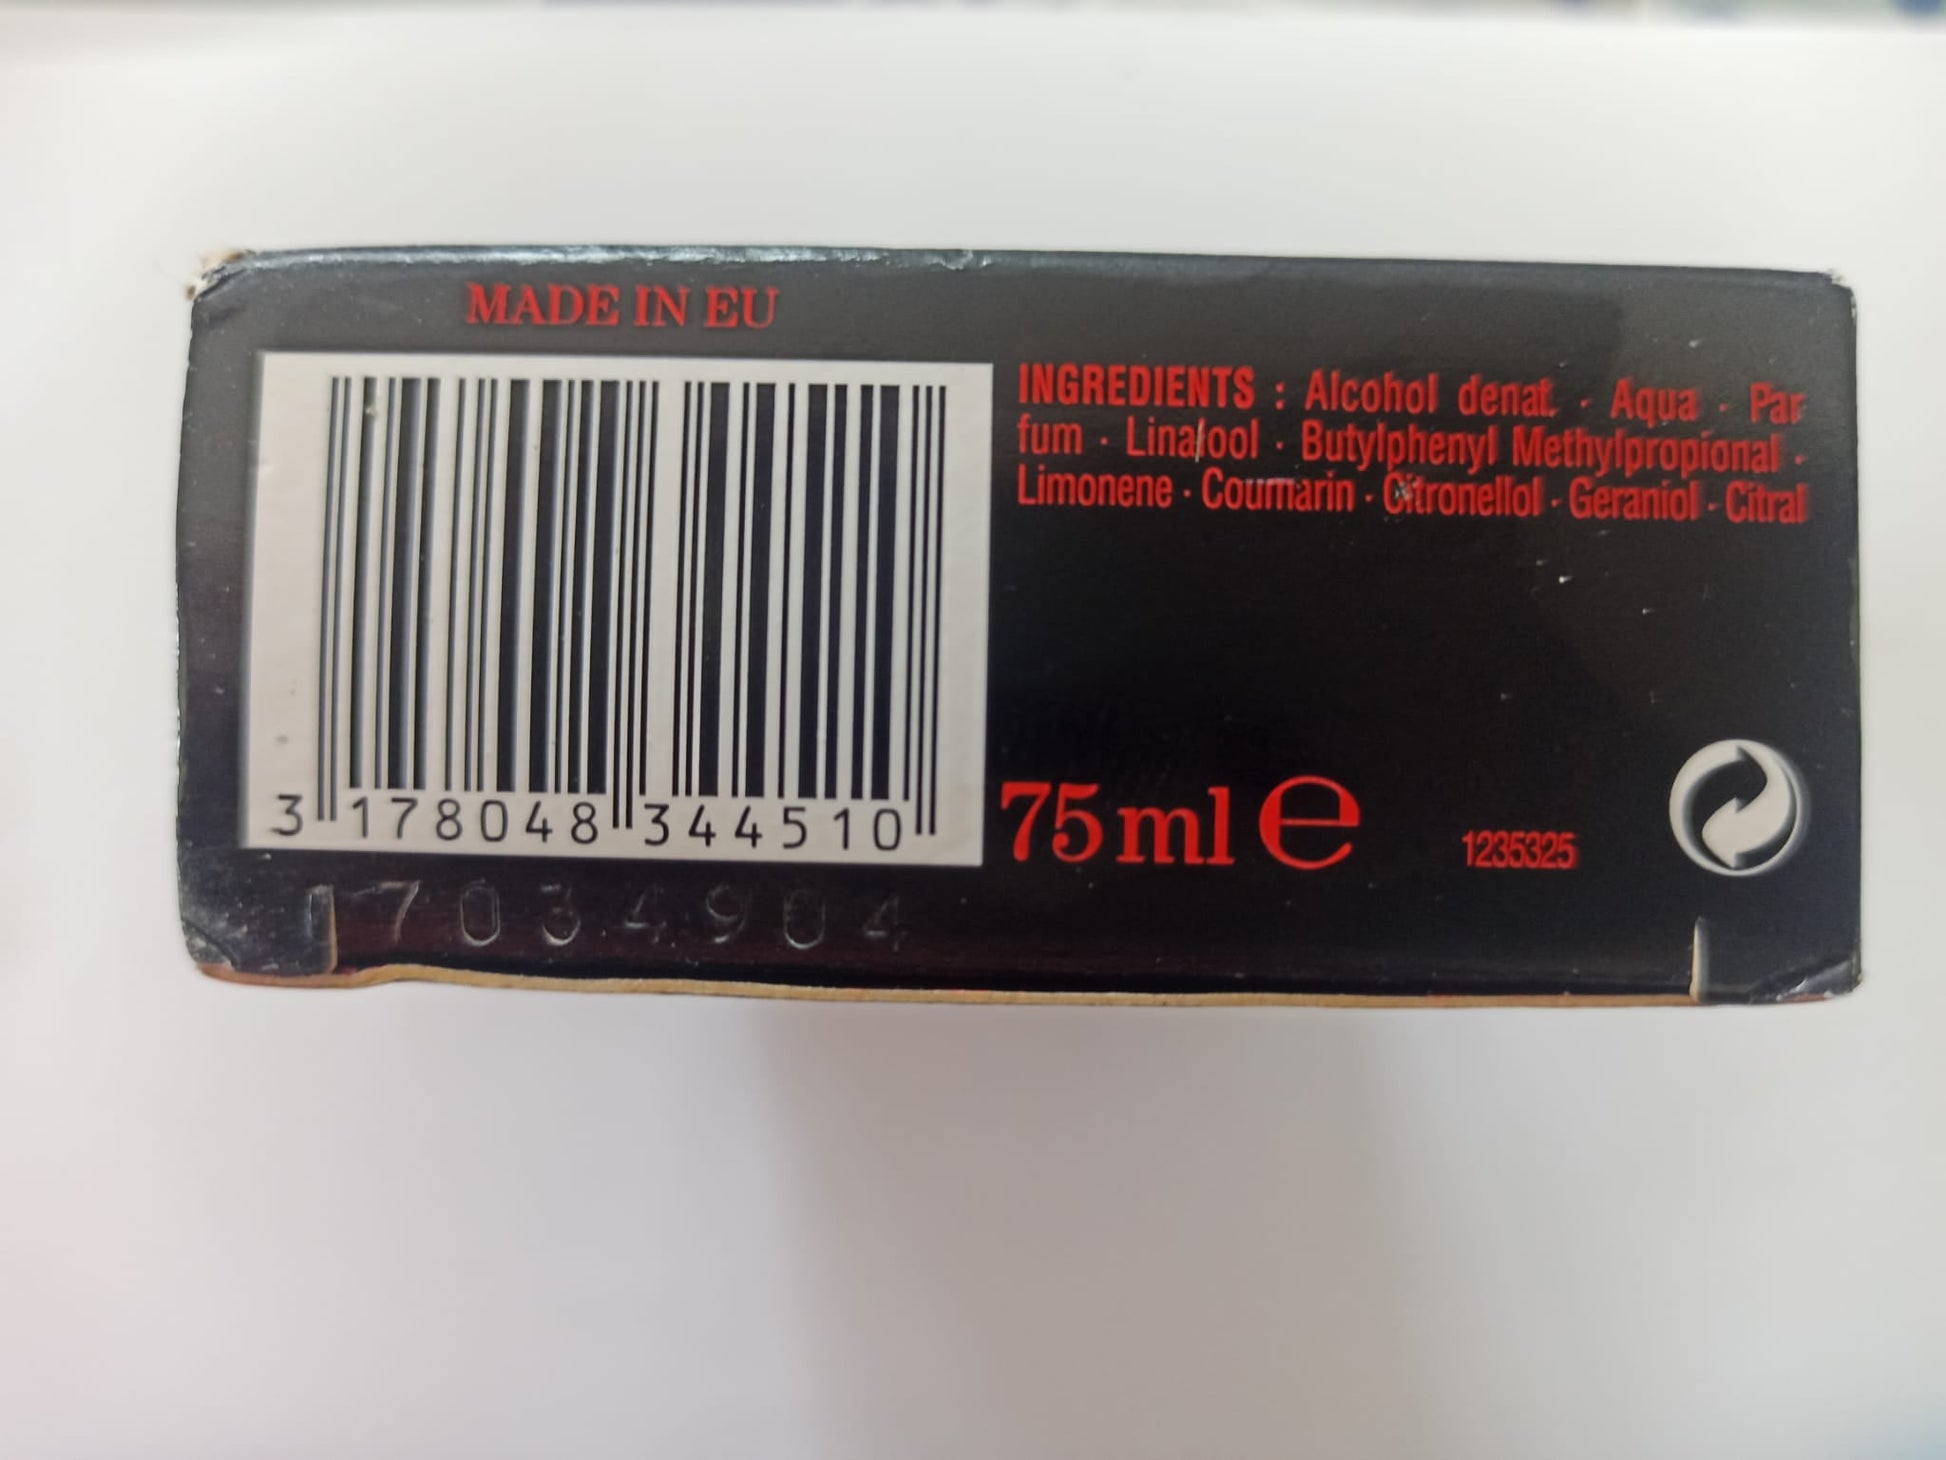 MADE IN EU
INGREDIENTS : Alcohol denat. · Aqua · Par
fum · Linalool · Butylphenyl Methylpropional ·
Limonene · Coumarin · Citronellol · Geraniol · Citral
3 178048 344510
75 ml e
1235325
17034904